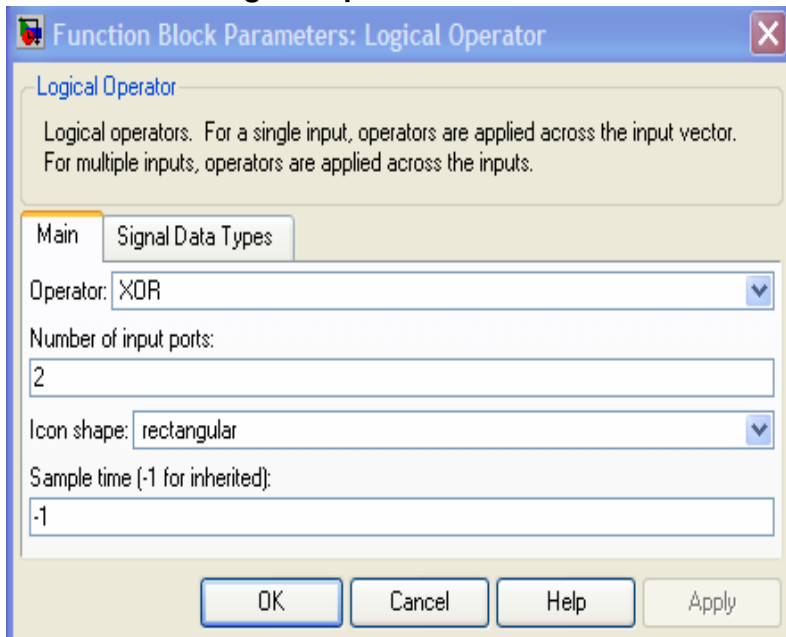 Function Block Parameters: Logical Operator
Logical Operator
Logical operators. For a single input, operators are applied across the input vector.
For multiple inputs, operators are applied across the inputs.
Main Signal Data Types
Operator: XOR
Number of input ports:
2
Icon shape: rectangular
Sample time (-1 for inherited):
-1
OK Cancel Help Apply